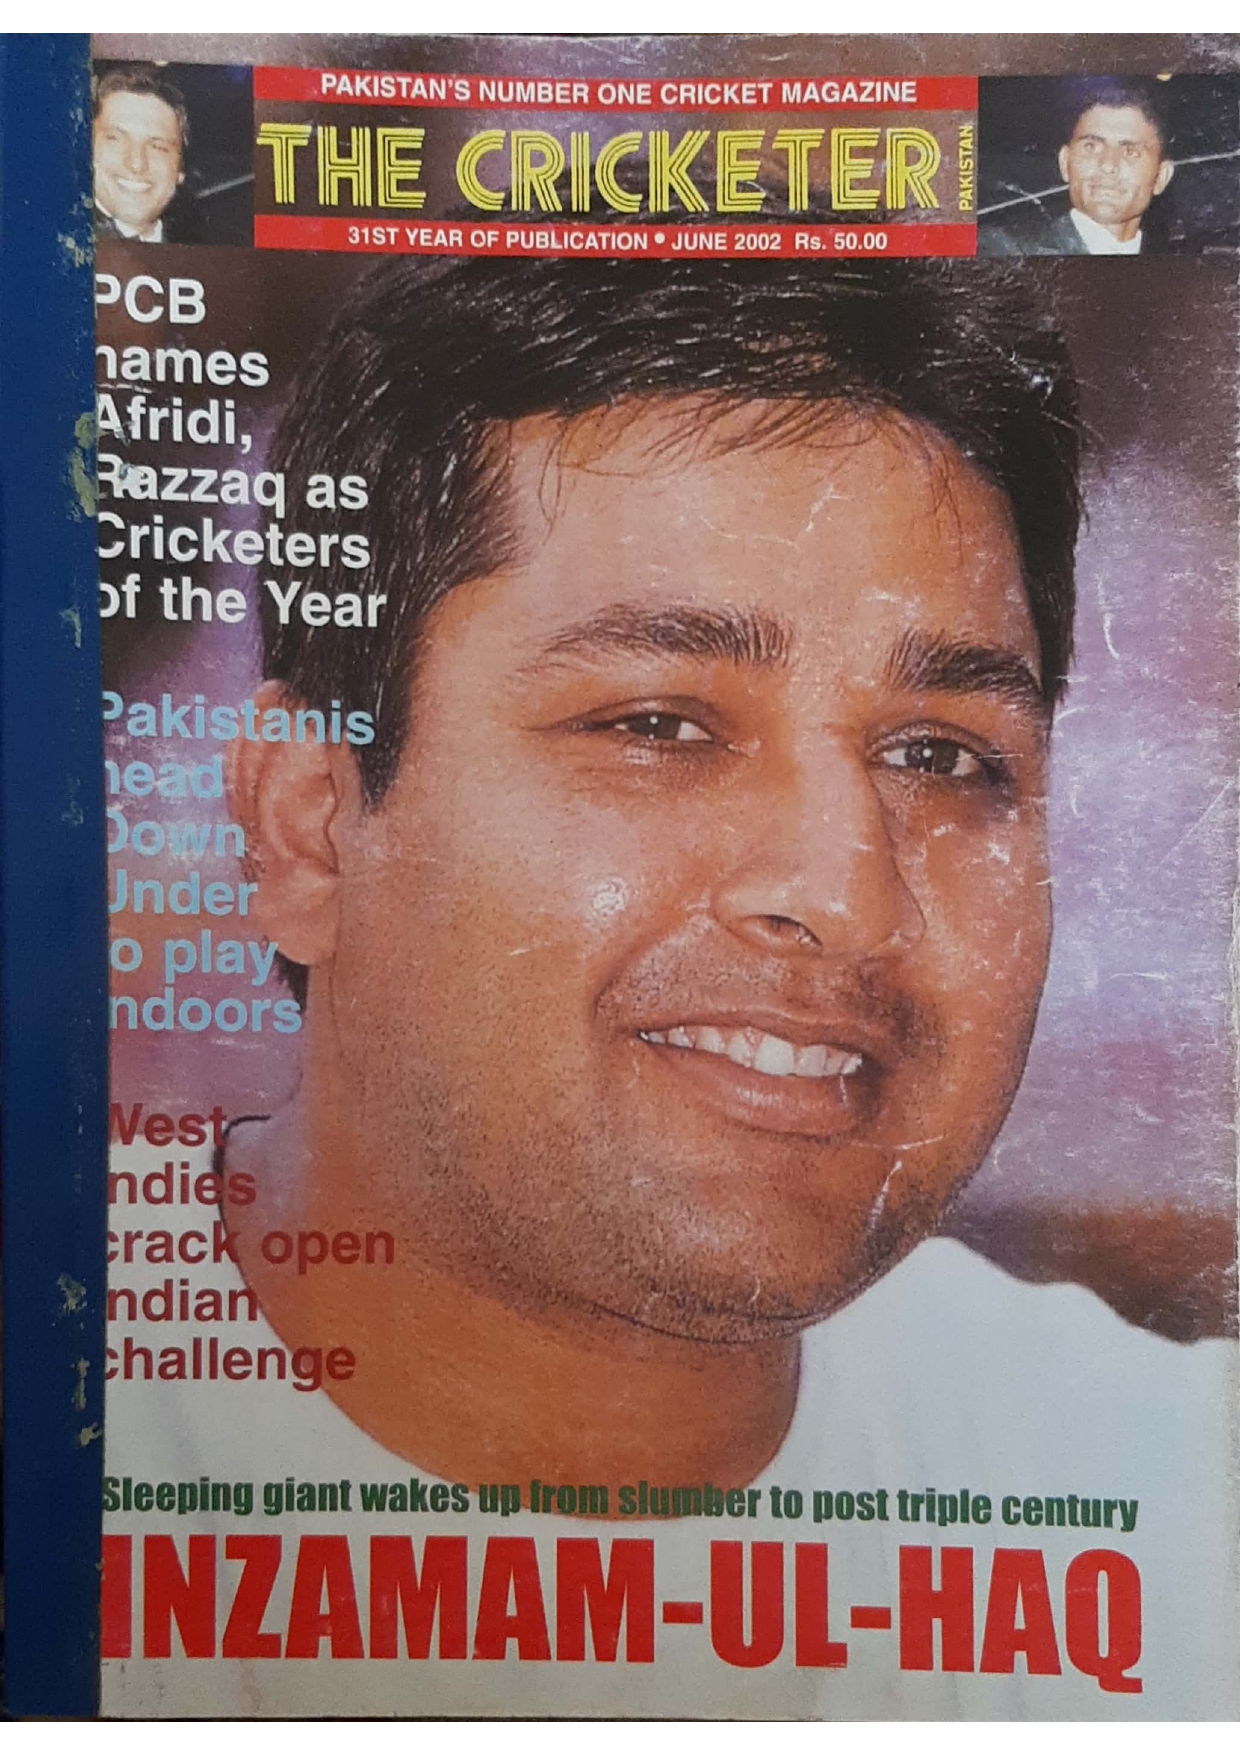 PAKISTAN'S NUMBER ONE CRICKET MAGAZINE
THE CRICKETER
PAKISTAN
31ST YEAR OF PUBLICATION • JUNE 2002 Rs. 50.00
PCB
names
Afridi,
Razzaq as
Cricketers
of the Year
Pakistanis
head
Down
Under
to play
indoors
West
Indies
crack open
Indian
challenge
Sleeping giant wakes up from slumber to post triple century
INZAMAM-UL-HAQ